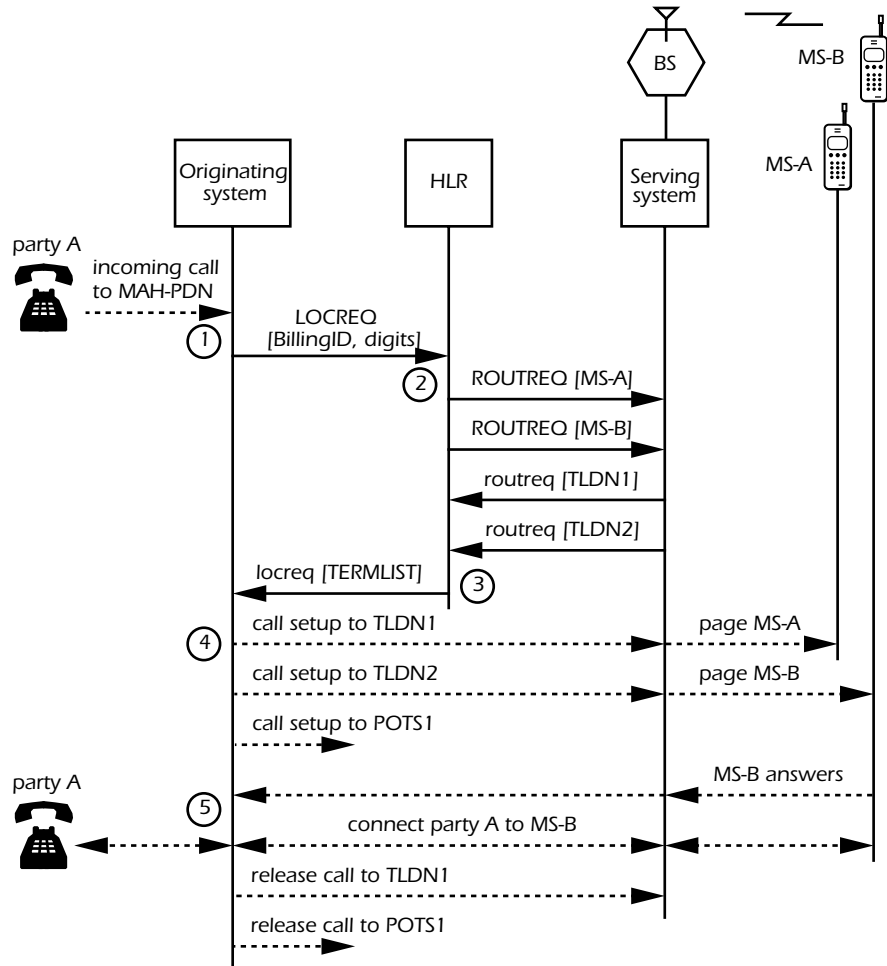 BS
MS-B
MS-A
Originating
system
HLR
Serving
system
party A
incoming call
to MAH-PDN
1
LOCREQ
[BillingID, digits]
2
ROUTREQ [MS-A]
ROUTREQ [MS-B]
routreq [TLDN1]
routreq [TLDN2]
locreq [TERMLIST]
3
4
call setup to TLDN1
page MS-A
call setup to TLDN2
page MS-B
call setup to POTS1
party A
5
MS-B answers
connect party A to MS-B
release call to TLDN1
release call to POTS1